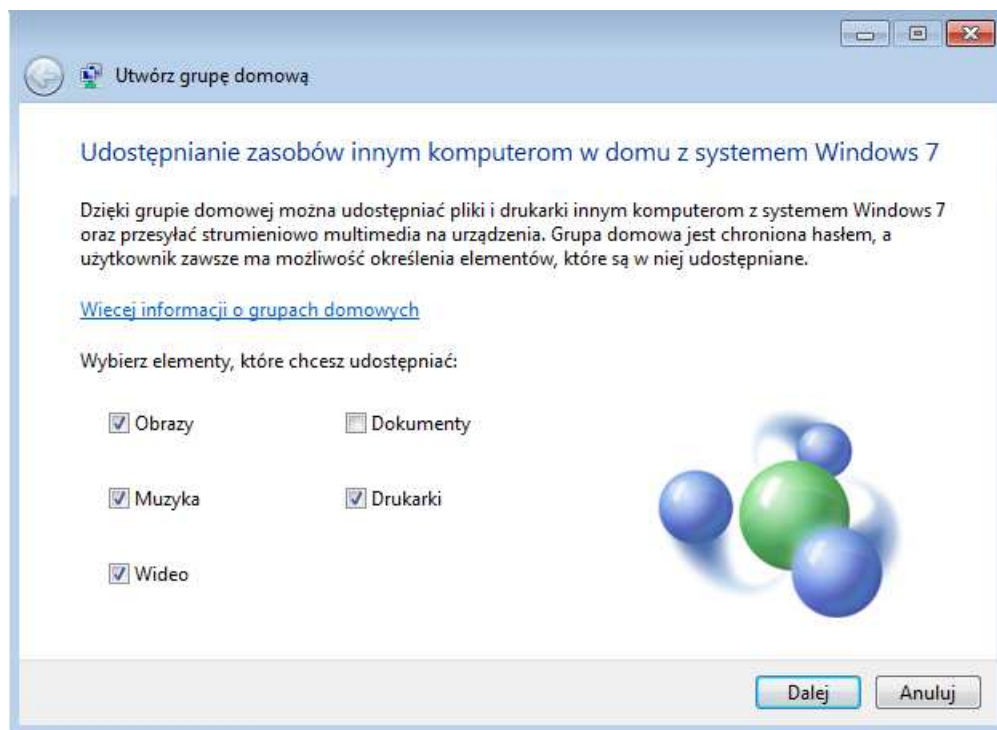 Utwórz grupę domową
Udostępnianie zasobów innym komputerom w domu z systemem Windows 7
Dzięki grupie domowej można udostępniać pliki i drukarki innym komputerom z systemem Windows 7
oraz przesyłać strumieniowo multimedia na urządzenia. Grupa domowa jest chroniona hasłem, a
użytkownik zawsze ma możliwość określenia elementów, które są w niej udostępniane.
Wiecej informacji o grupach domowych
Wybierz elementy, które chcesz udostępniać:
Obrazy Dokumenty
Muzyka Drukarki
Wideo
Dalej Anuluj